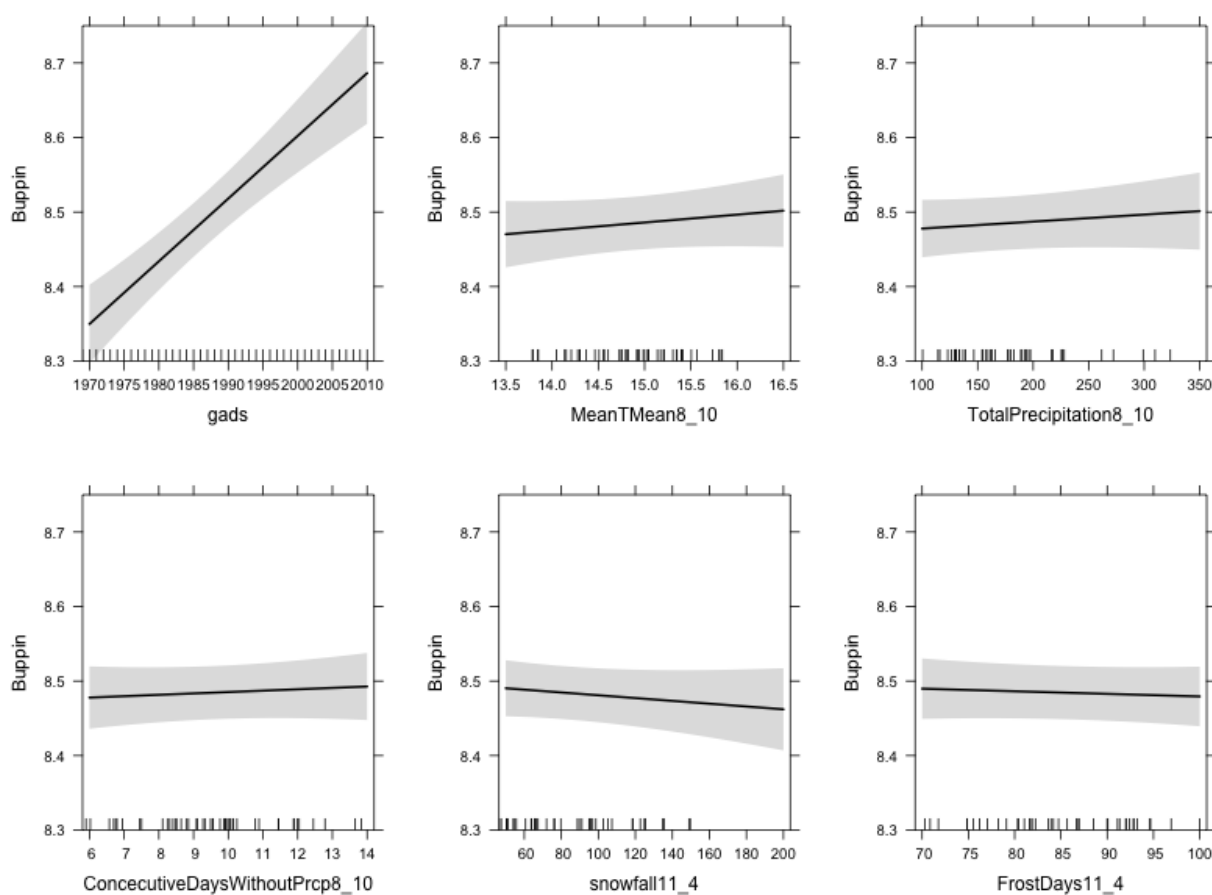 8.7
8.6
8.5
8.4
8.3
Buppin
1970 1975 1980 1985 1990 1995 2000 2005 2010
gads
8.7
8.6
8.5
8.4
8.3
Buppin
13.5 14.0 14.5 15.0 15.5 16.0 16.5
MeanTMean8_10
8.7
8.6
8.5
8.4
8.3
Buppin
100 150 200 250 300 350
TotalPrecipitation8_10
8.7
8.6
8.5
8.4
8.3
Buppin
6 7 8 9 10 11 12 13 14
ConcecutiveDaysWithoutPrcp8_10
8.7
8.6
8.5
8.4
8.3
Buppin
60 80 100 120 140 160 180 200
snowfall11_4
8.7
8.6
8.5
8.4
8.3
Buppin
70 75 80 85 90 95 100
FrostDays11_4